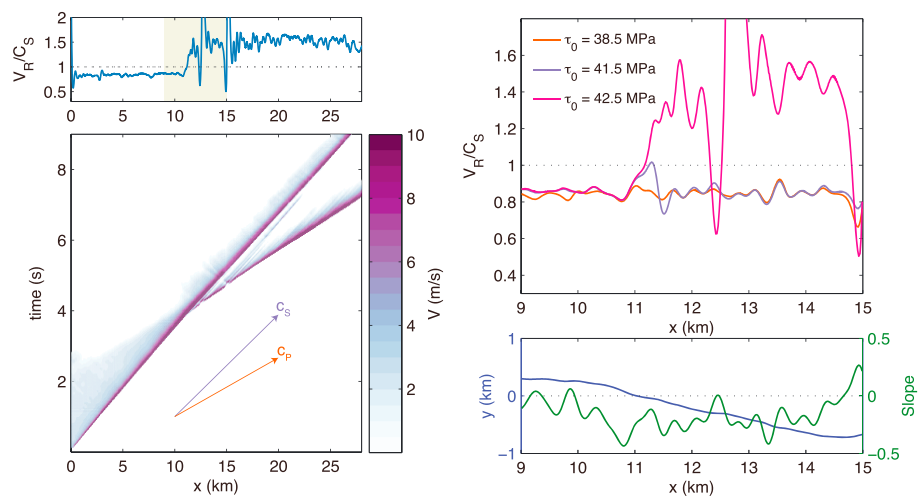 V_R/C_S
2
1.5
1
0.5
0 5 10 15 20 25
x (km)
time (s)
8
6
4
2
0 5 10 15 20 25
x (km)
c_S
c_P
10
8
6
4
2
0
V (m/s)
V_R/C_S
1.8
1.6
1.4
1.2
1
0.8
0.6
0.4
τ_0 = 38.5 MPa
τ_0 = 41.5 MPa
τ_0 = 42.5 MPa
9 10 11 12 13 14 15
x (km)
y (km)
1
0
−1
9 10 11 12 13 14 15
x (km)
0.5
0
−0.5
Slope